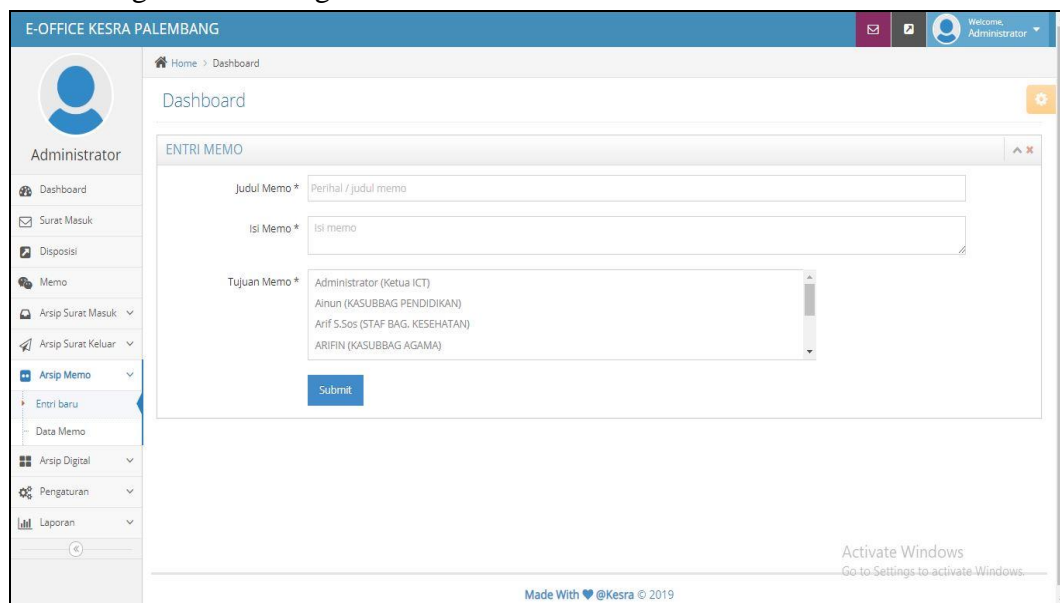 E-OFFICE KESRA PALEMBANG
Welcome,
Administrator
Home > Dashboard
Dashboard
Administrator
Dashboard
Surat Masuk
Disposisi
Memo
Arsip Surat Masuk
Arsip Surat Keluar
Arsip Memo
Entri baru
Data Memo
Arsip Digital
Pengaturan
Laporan
ENTRI MEMO
Judul Memo *
Perihal / judul memo
Isi Memo *
Isi memo
Tujuan Memo *
Administrator (Ketua ICT)
Ainun (KASUBBAG PENDIDIKAN)
Arif S.Sos (STAF BAG. KESEHATAN)
ARIFIN (KASUBBAG AGAMA)
Submit
Activate Windows
Go to Settings to activate Windows.
Made With ♥ @Kesra © 2019